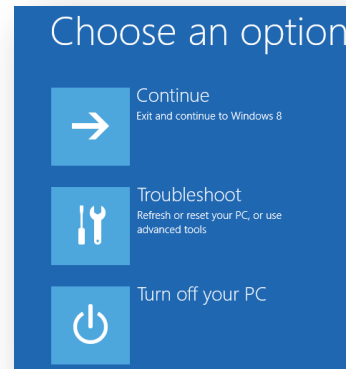 Choose an option
Continue
Exit and continue to Windows 8
Troubleshoot
Refresh or reset your PC, or use
advanced tools
Turn off your PC